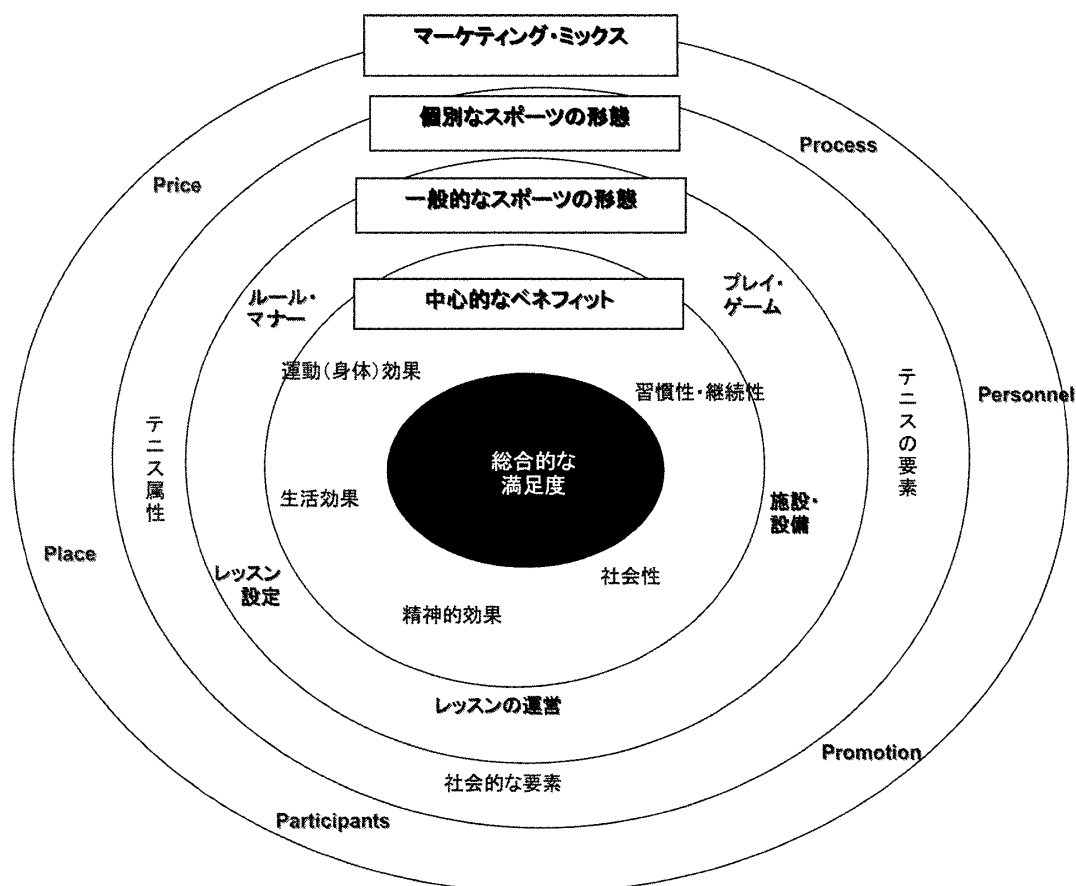 マーケティング・ミックス
個別なスポーツの形態
Process
Price
一般的なスポーツの形態
ルール・
マナー
中心的なベネフィット
プレイ・
ゲーム
運動(身体)効果
習慣性・継続性
テニスの要素
Personnel
テニス属性
総合的な
満足度
生活効果
施設・
設備
Place
レッスン
設定
社会性
精神的効果
レッスンの運営
Promotion
社会的な要素
Participants